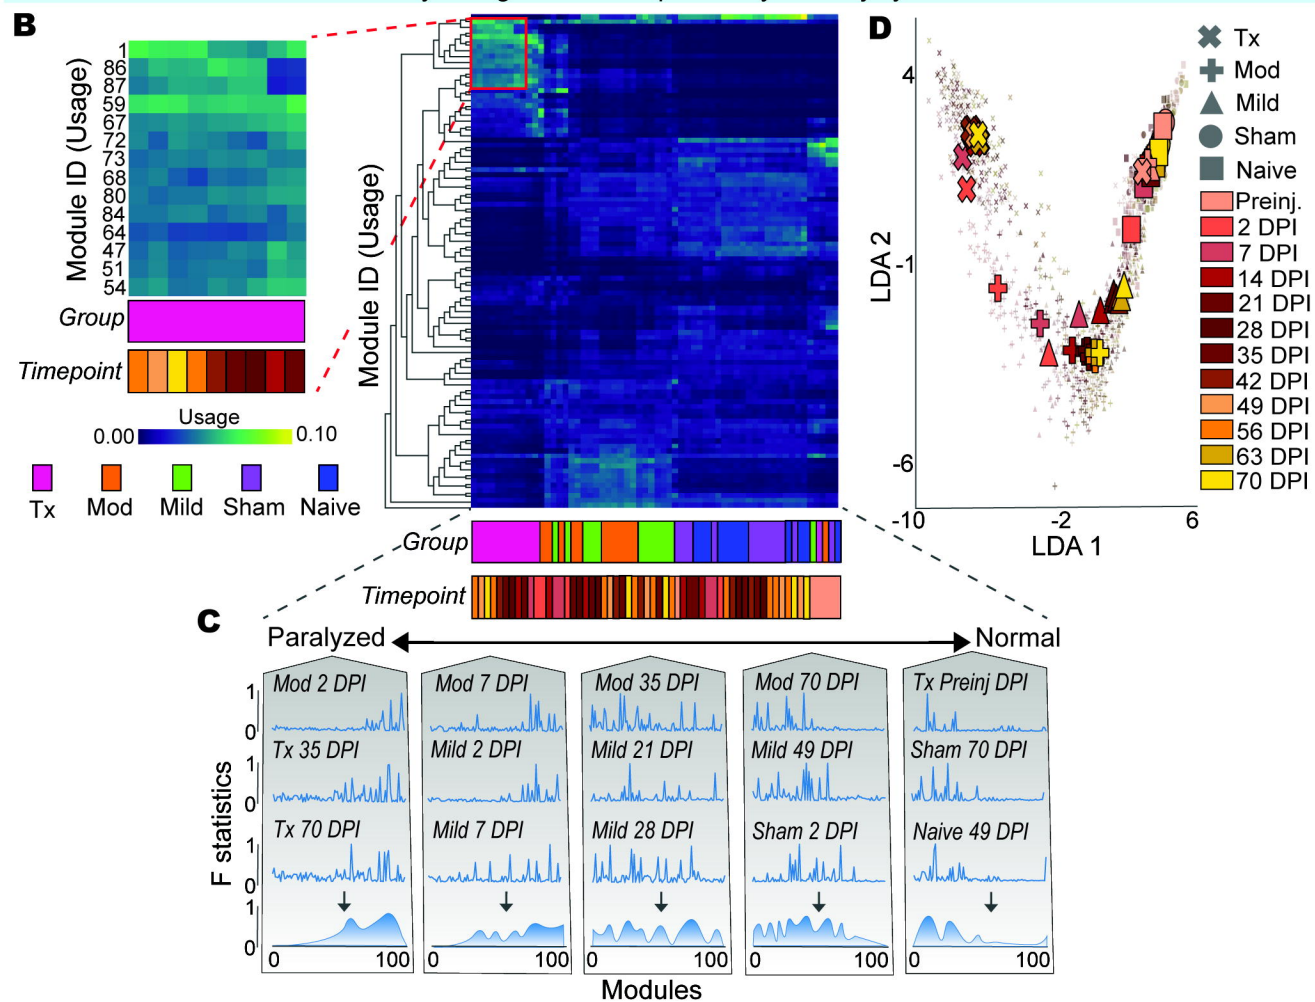 B
Module ID (Usage)
1
86
87
59
67
72
73
68
80
84
64
47
51
54
Group
Timepoint
Usage
0.00
0.10
Tx
Mod
Mild
Sham
Naive
Module ID (Usage)
Group
Timepoint
D
4
-1
-6
LDA 2
-10
-2
6
LDA 1
Tx
Mod
Mild
Sham
Naive
Preinj.
2 DPI
7 DPI
14 DPI
21 DPI
28 DPI
35 DPI
42 DPI
49 DPI
56 DPI
63 DPI
70 DPI
C
Paralyzed
Normal
F statistics
Mod 2 DPI
Mod 7 DPI
Mod 35 DPI
Mod 70 DPI
Tx Preinj DPI
1
0
Tx 35 DPI
Mild 2 DPI
Mild 21 DPI
Mild 49 DPI
Sham 70 DPI
1
0
Tx 70 DPI
Mild 7 DPI
Mild 28 DPI
Sham 2 DPI
Naive 49 DPI
1
0
1
0
0 100
0 100
0 100
0 100
0 100
Modules